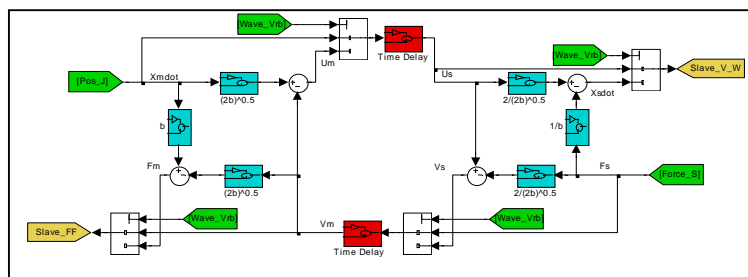 [Wave_Vrb]
Time Delay
[Wave_Vrb]
Um
[Pos_J]
Xmdot
Us
Slave_V_W
(2b)^0.5
2/(2b)^0.5
Xsdot
b
1/b
Fm
Vs
Fs
(2b)^0.5
2/(2b)^0.5
[Force_S]
[Wave_Vrb]
[Wave_Vrb]
Slave_FF
Vm
Time Delay